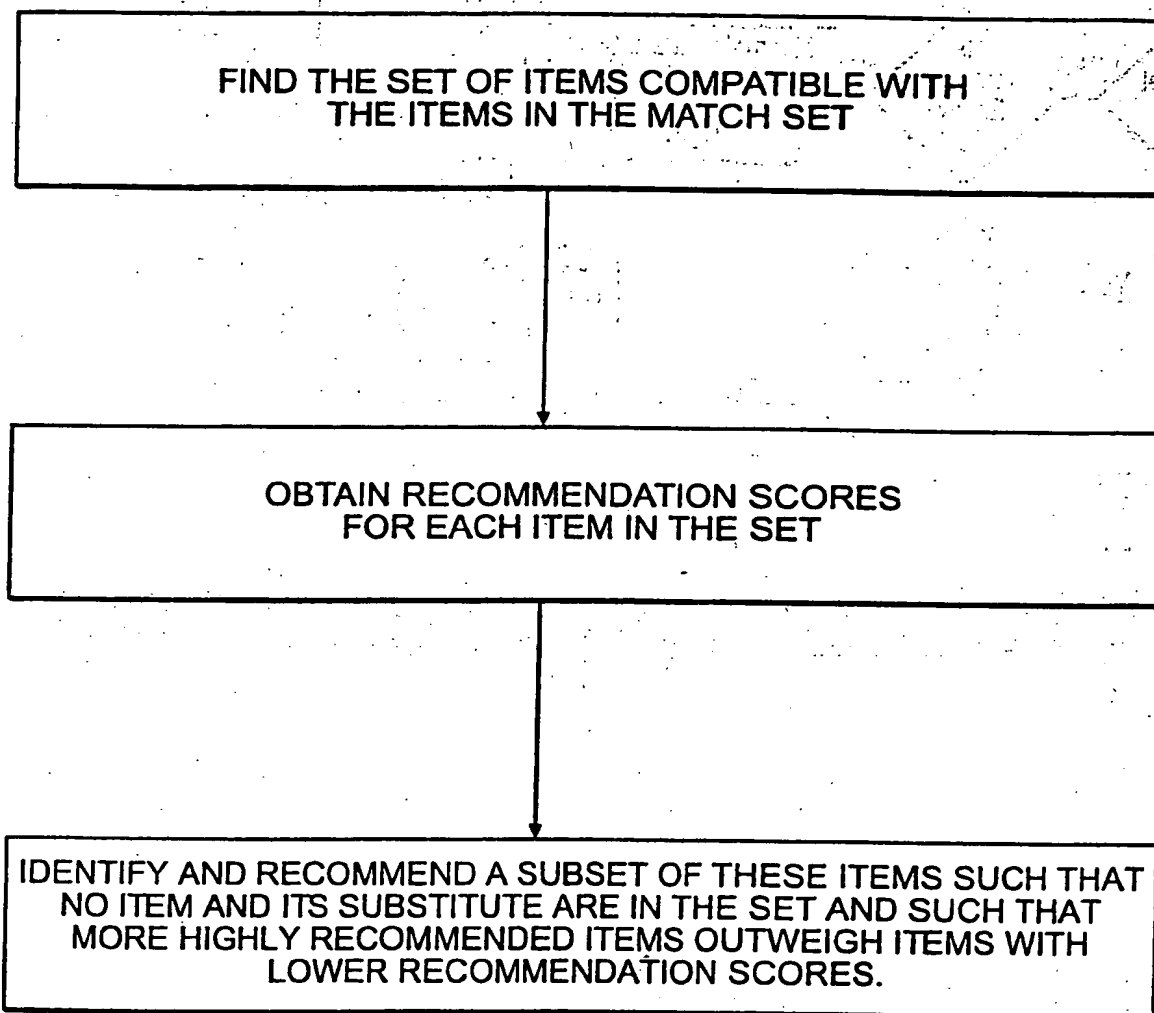 FIND THE SET OF ITEMS COMPATIBLE WITH
THE ITEMS IN THE MATCH SET
OBTAIN RECOMMENDATION SCORES
FOR EACH ITEM IN THE SET
IDENTIFY AND RECOMMEND A SUBSET OF THESE ITEMS SUCH THAT
NO ITEM AND ITS SUBSTITUTE ARE IN THE SET AND SUCH THAT
MORE HIGHLY RECOMMENDED ITEMS OUTWEIGH ITEMS WITH
LOWER RECOMMENDATION SCORES.